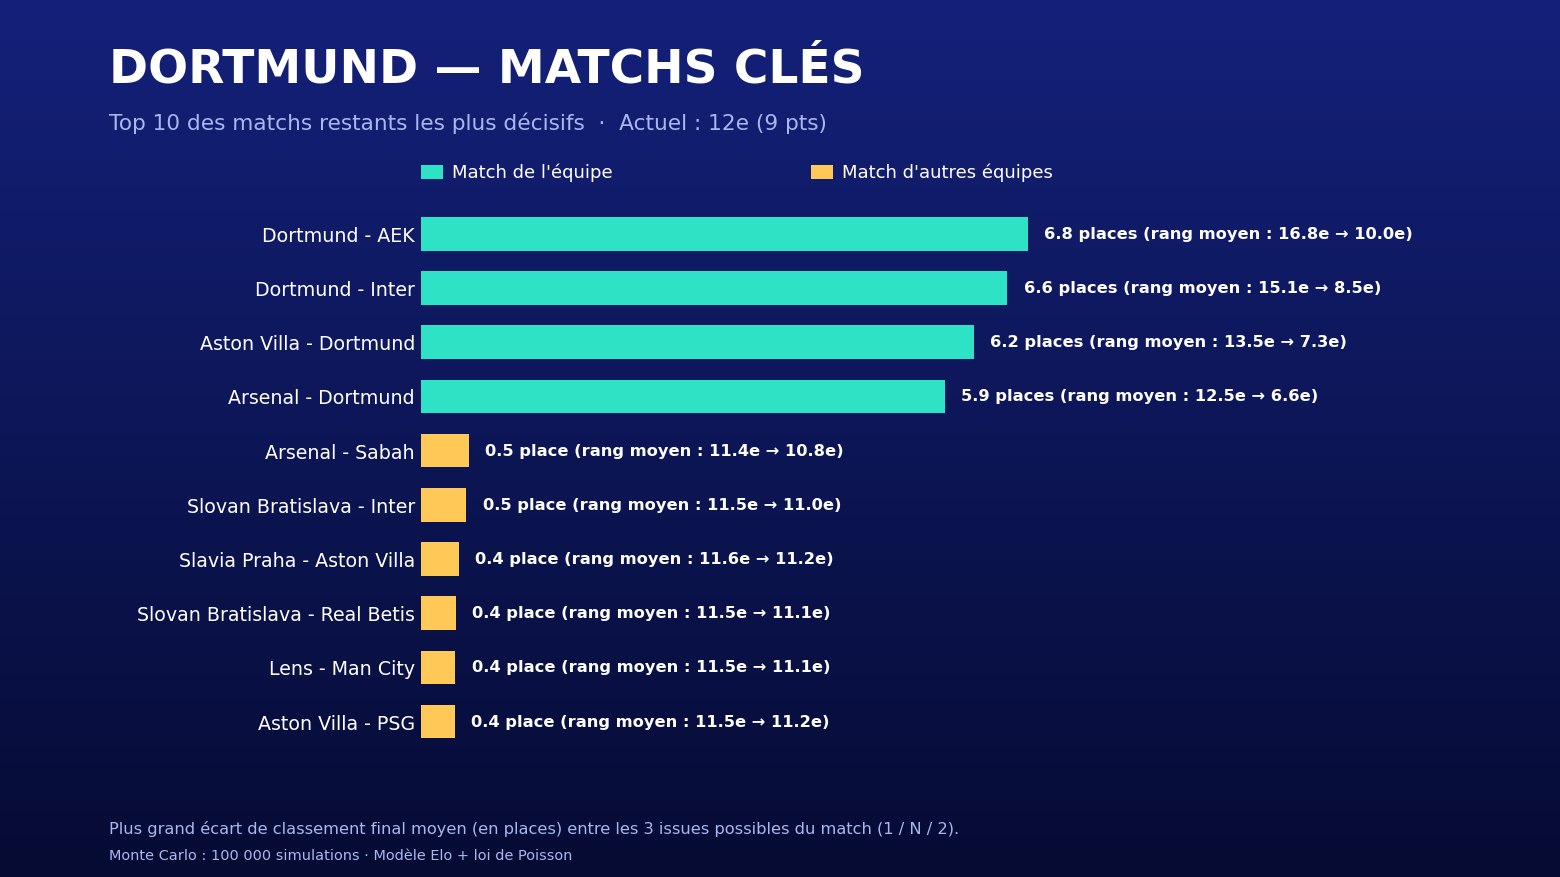 DORTMUND — MATCHS CLÉS
Top 10 des matchs restants les plus décisifs · Actuel : 12e (9 pts)
Match de l'équipe
Match d'autres équipes
Dortmund - AEK 6.8 places (rang moyen : 16.8e → 10.0e)
Dortmund - Inter 6.6 places (rang moyen : 15.1e → 8.5e)
Aston Villa - Dortmund 6.2 places (rang moyen : 13.5e → 7.3e)
Arsenal - Dortmund 5.9 places (rang moyen : 12.5e → 6.6e)
Arsenal - Sabah 0.5 place (rang moyen : 11.4e → 10.8e)
Slovan Bratislava - Inter 0.5 place (rang moyen : 11.5e → 11.0e)
Slavia Praha - Aston Villa 0.4 place (rang moyen : 11.6e → 11.2e)
Slovan Bratislava - Real Betis 0.4 place (rang moyen : 11.5e → 11.1e)
Lens - Man City 0.4 place (rang moyen : 11.5e → 11.1e)
Aston Villa - PSG 0.4 place (rang moyen : 11.5e → 11.2e)
Plus grand écart de classement final moyen (en places) entre les 3 issues possibles du match (1 / N / 2).
Monte Carlo : 100 000 simulations · Modèle Elo + loi de Poisson